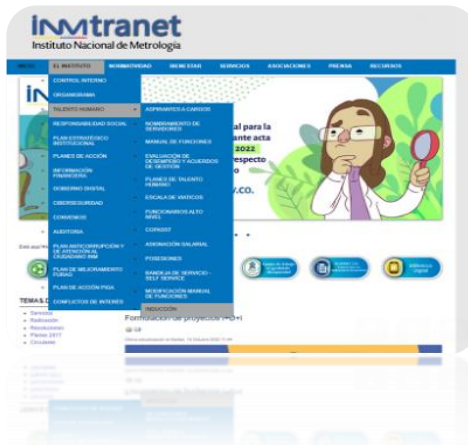 inmtranet
Instituto Nacional de Metrología
INICIO EL INSTITUTO NORMATIVIDAD BIENESTAR SERVICIOS ASOCIACIONES PRENSA RECURSOS
CONTROL INTERNO
ORGANIGRAMA
TALENTO HUMANO
RESPONSABILIDAD SOCIAL
PLAN ESTRATÉGICO
INSTITUCIONAL
PLANES DE ACCIÓN
INFORMACIÓN
FINANCIERA
GOBIERNO DIGITAL
CIBERSEGURIDAD
CONVENIOS
AUDITORIA
PLAN ANTICORRUPCIÓN Y
DE ATENCIÓN AL
CIUDADANO INM
PLAN DE MEJORAMIENTO
FURAG
PLAN DE ACCIÓN PIGA
CONFLICTOS DE INTERÉS
ASPIRANTES A CARGOS
NOMBRAMIENTO DE
SERVIDORES
MANUAL DE FUNCIONES
EVALUACIÓN DE
DESEMPEÑO Y ACUERDOS
DE GESTIÓN
PLANES DE TALENTO
HUMANO
ESCALA DE VIATICOS
FUNCIONARIOS ALTO
NIVEL
COPASST
ASIGNACIÓN SALARIAL
POSESIONES
BANDEJA DE SERVICIO -
SELF SERVICE
MODIFICACIÓN MANUAL
DE FUNCIONES
INDUCCIÓN
al para la
ante acta
2022
respecto
o
V.CO.
TEMAS
Servicios
Resoluciones
Planes 2017
Circulares
Formulación de proyectos I+D+i